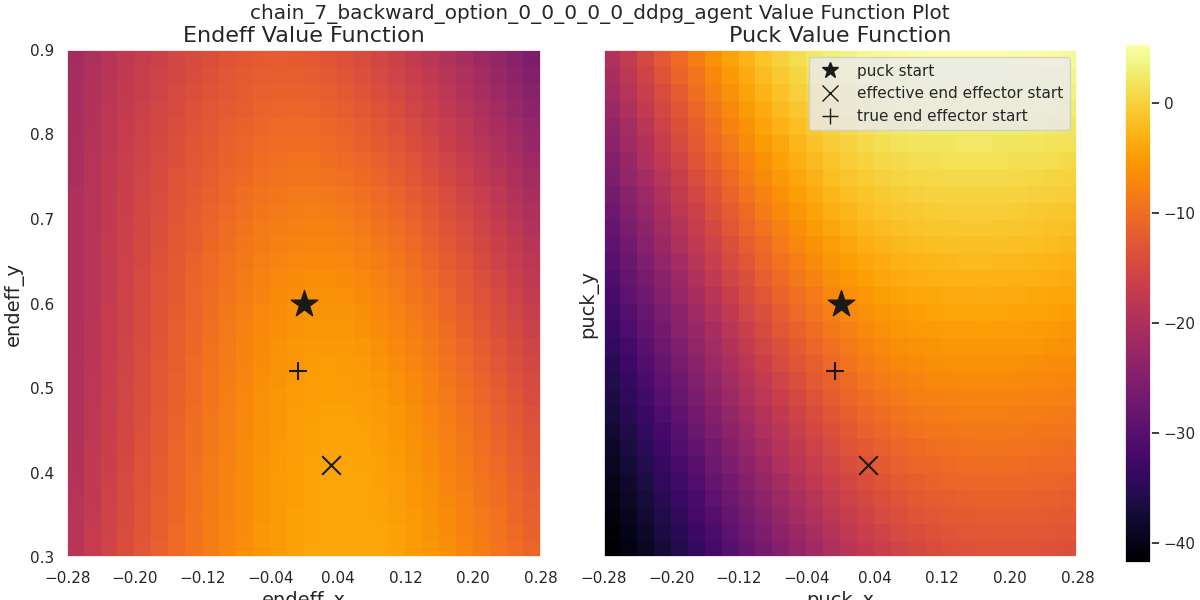 chain_7_backward_option_0_0_0_0_0_ddpg_agent Value Function Plot
Endeff Value Function
Puck Value Function
0.9
0.8
0.7
0.6
0.5
0.4
0.3
endeff_y
−0.28
−0.20
−0.12
−0.04
0.04
0.12
0.20
0.28
endeff_x
puck_y
puck start
effective end effector start
true end effector start
−0.28
−0.20
−0.12
−0.04
0.04
0.12
0.20
0.28
puck_x
0
−10
−20
−30
−40